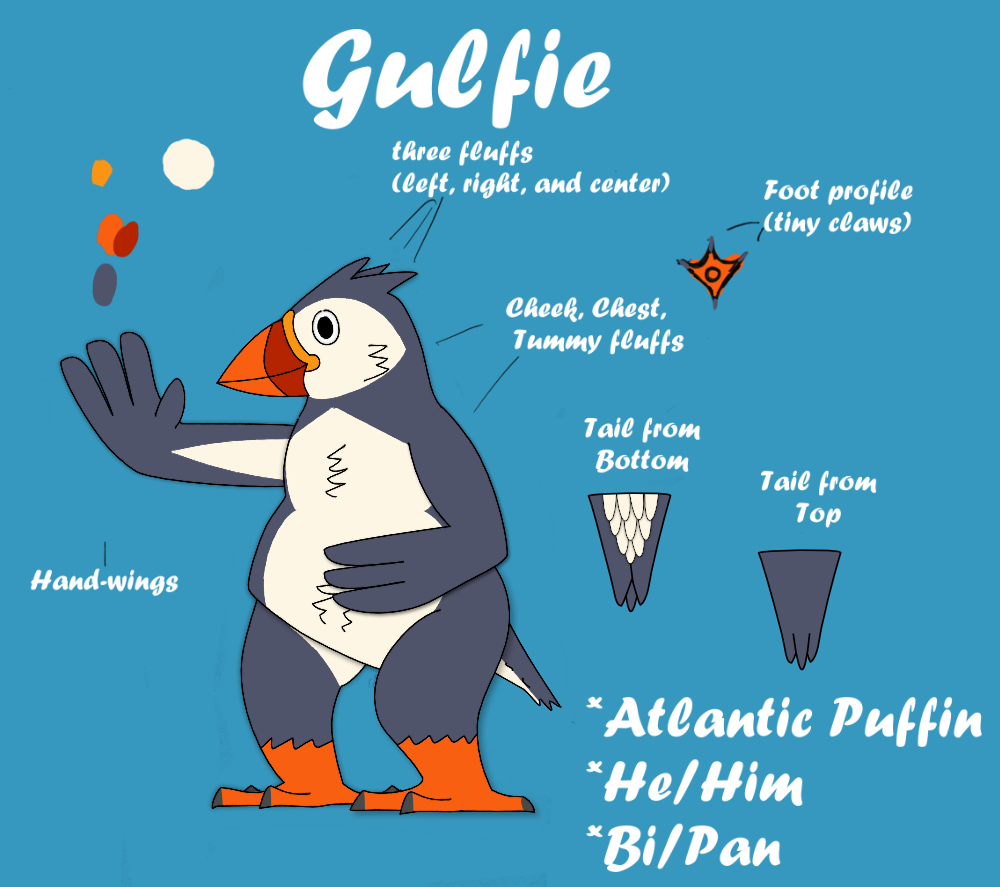 Gulfie
three fluffs
(left, right, and center)
Foot profile
(tiny claws)
Cheek, Chest,
Tummy fluffs
Tail from
Bottom
Tail from
Top
Hand-wings
*Atlantic Puffin
*He/Him
*Bi/Pan